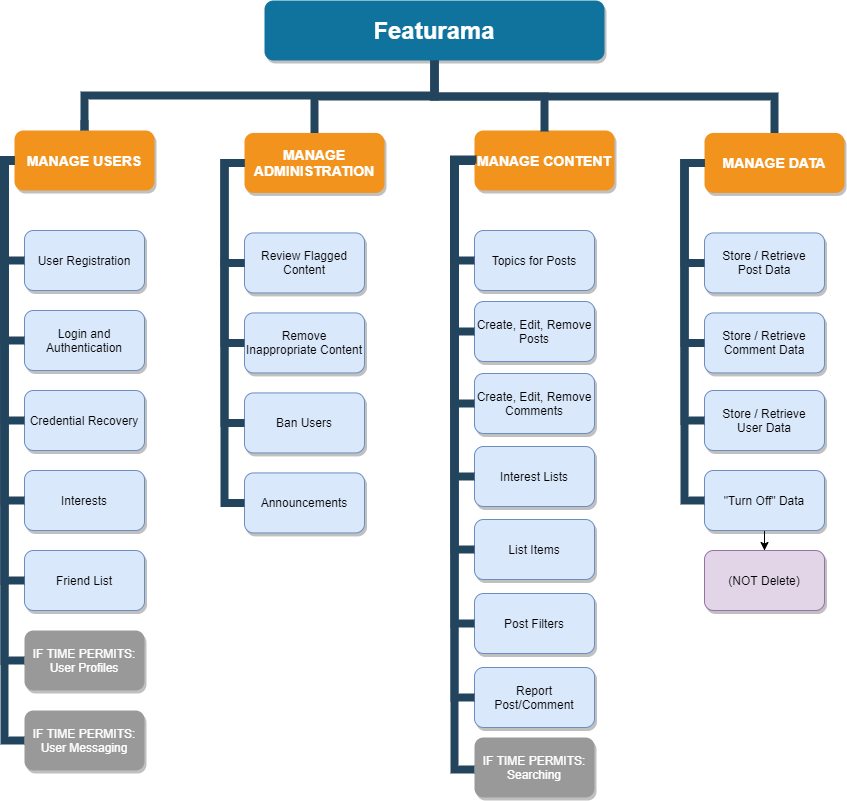 Featurama
MANAGE USERS
User Registration
Login and
Authentication
Credential Recovery
Interests
Friend List
IF TIME PERMITS:
User Profiles
IF TIME PERMITS:
User Messaging
MANAGE
ADMINISTRATION
Review Flagged
Content
Remove
Inappropriate Content
Ban Users
Announcements
MANAGE CONTENT
Topics for Posts
Create, Edit, Remove
Posts
Create, Edit, Remove
Comments
Interest Lists
List Items
Post Filters
Report
Post/Comment
IF TIME PERMITS:
Searching
MANAGE DATA
Store / Retrieve
Post Data
Store / Retrieve
Comment Data
Store / Retrieve
User Data
"Turn Off" Data
(NOT Delete)